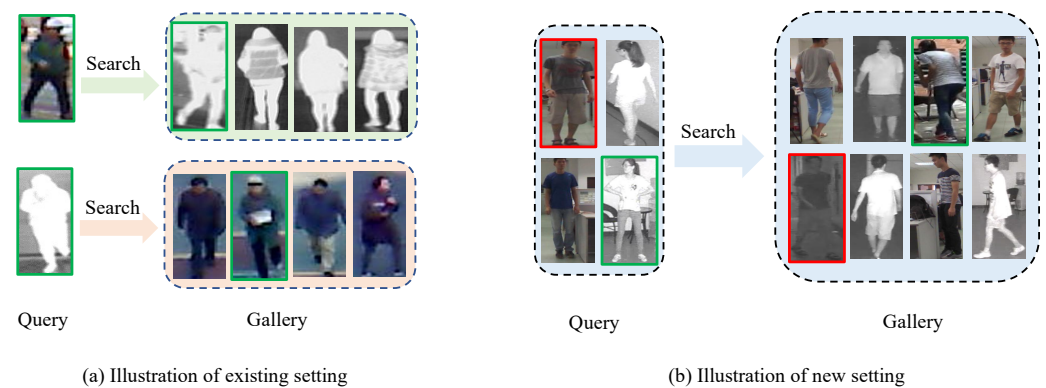 Search
Search
Query
Gallery
(a) Illustration of existing setting
Search
Query
Gallery
(b) Illustration of new setting